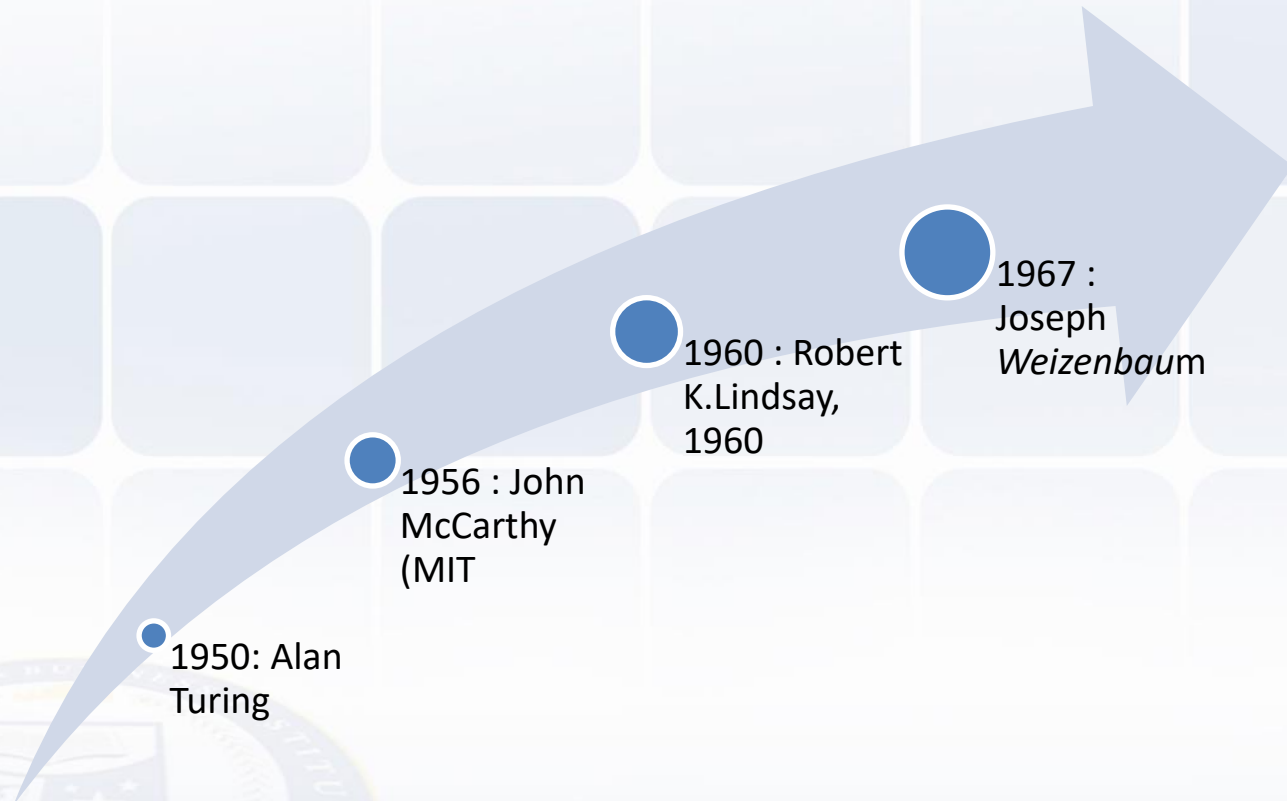 1967 :
Joseph
Weizenbaum
1960 : Robert
K.Lindsay,
1960
1956 : John
McCarthy
(MIT
1950: Alan
Turing